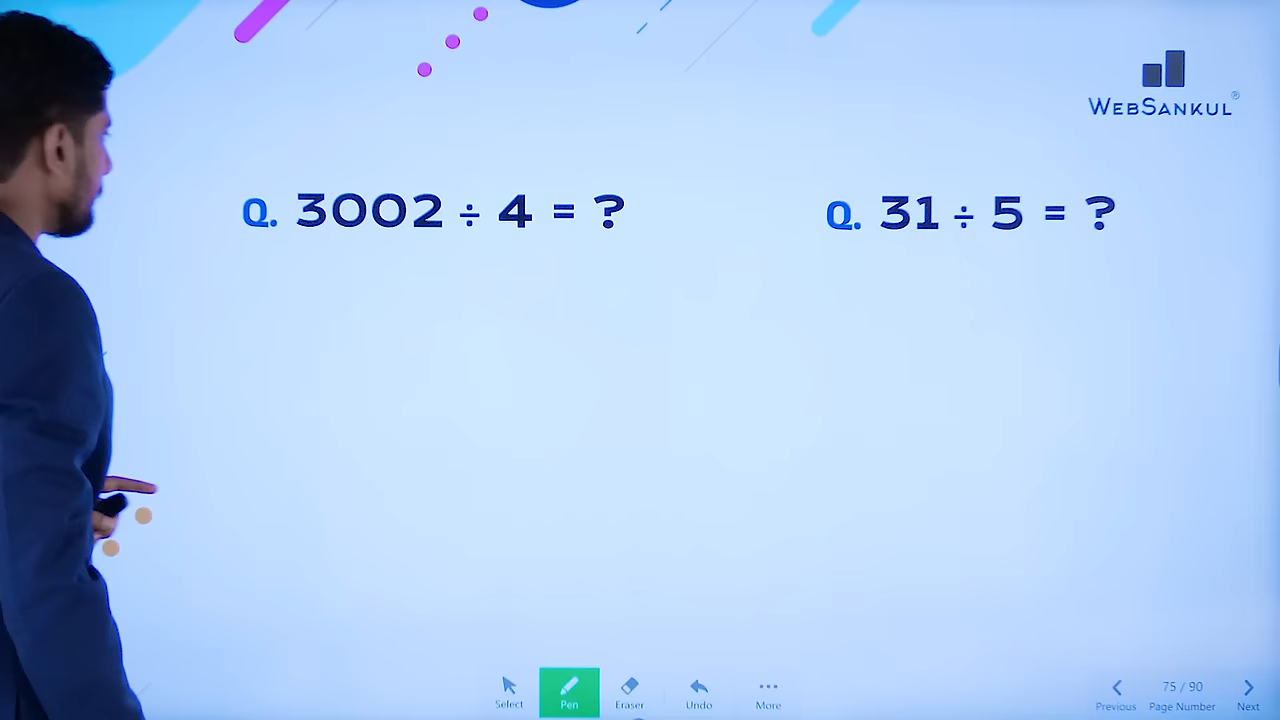 WEBSANKUL®
Q. 3002 ÷ 4 = ?
Q. 31 ÷ 5 = ?
Select
Pen
Eraser
Undo
More
Previous
75 / 90
Page Number
Next